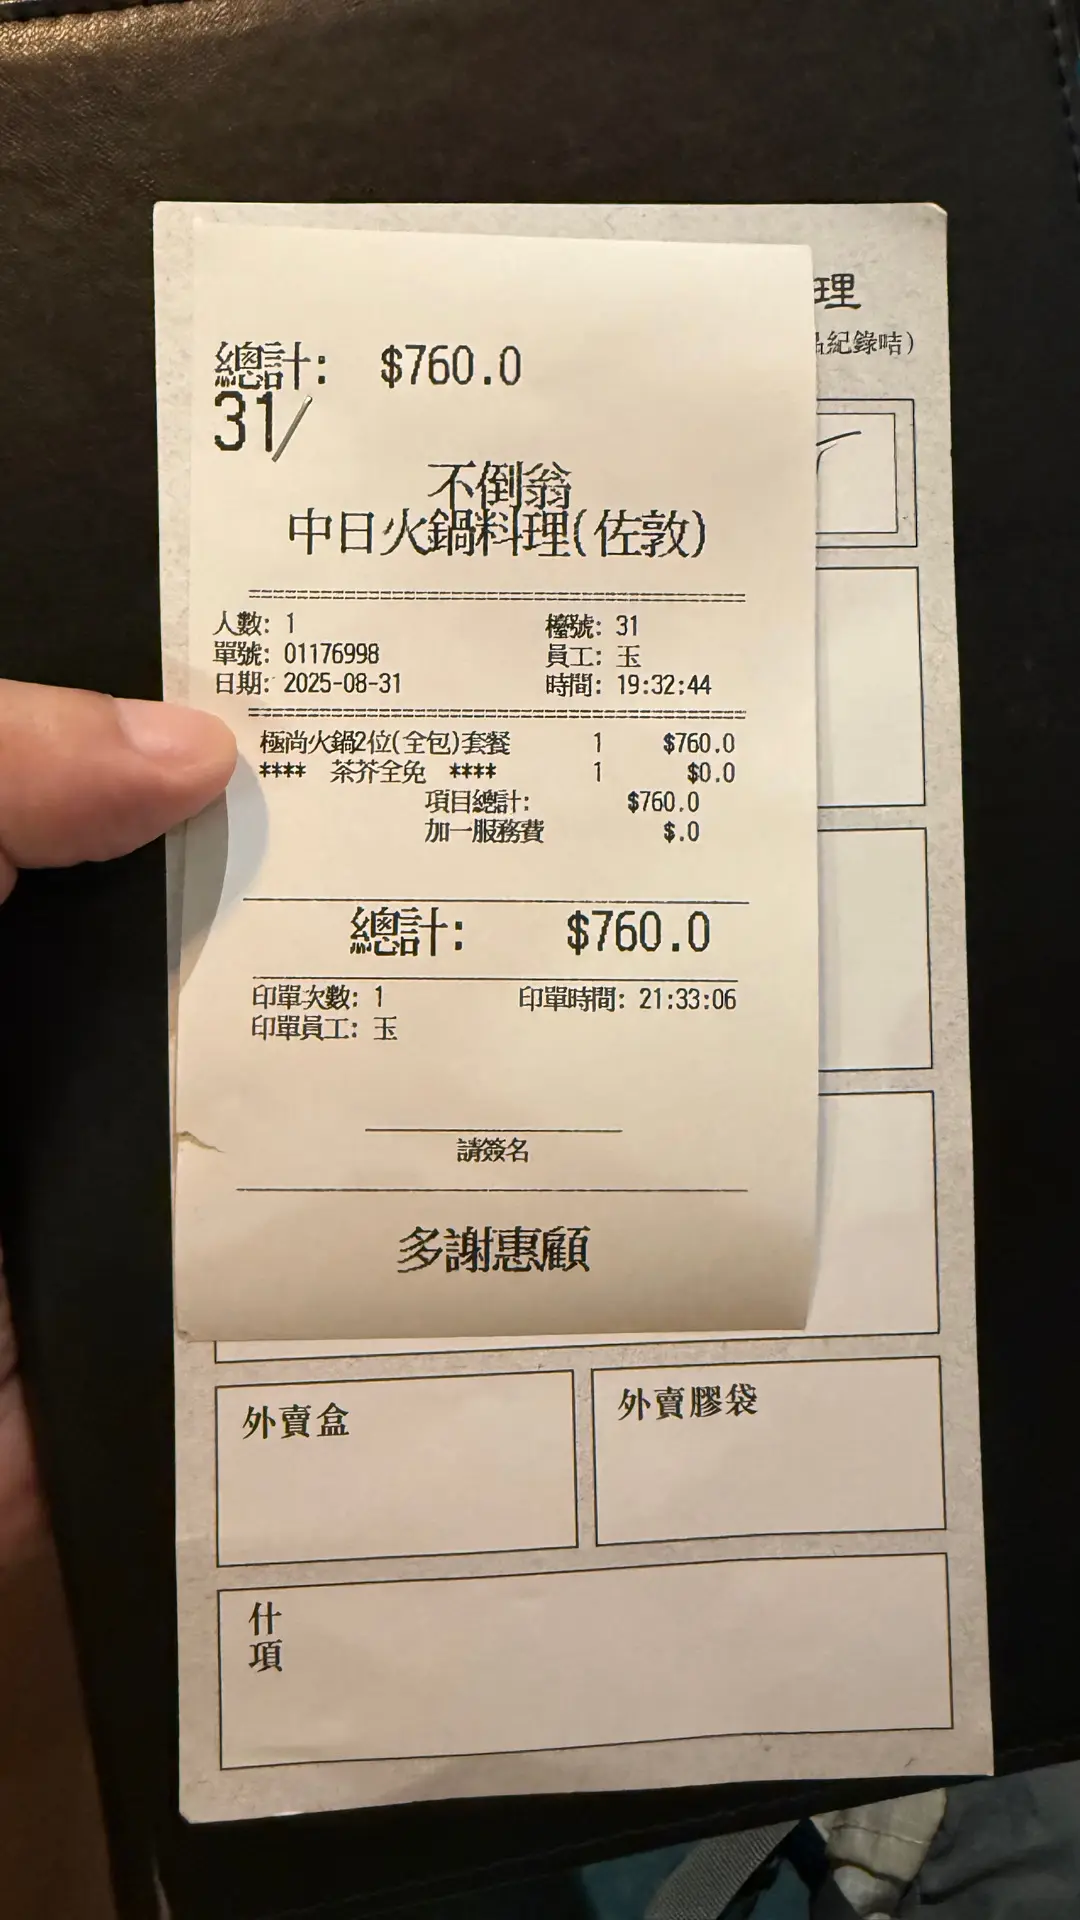 總計: $760.0
31/
不倒翁
中日火鍋料理(佐敦)
人數: 1 檯號: 31
單號: 01176998 員工: 玉
日期: 2025-08-31 時間: 19:32:44
極尚火鍋2位(全包)套餐 1 $760.0
**** 茶芥全免 **** 1 $0.0
項目總計: $760.0
加一服務費 $.0
總計: $760.0
印單次數: 1 印單時間: 21:33:06
印單員工: 玉
請簽名
多謝惠顧
理
紀錄咭)
外賣盒
外賣膠袋
什項